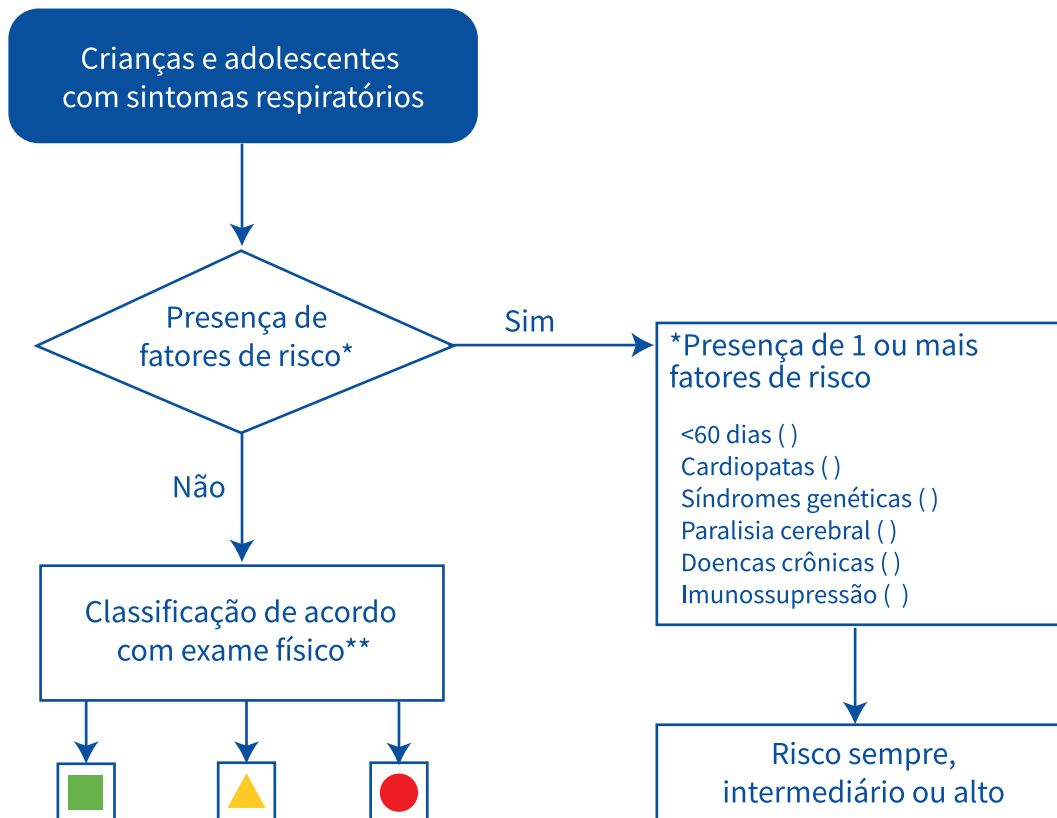 Crianças e adolescentes
com sintomas respiratórios
Presença de
fatores de risco*
Sim
*Presença de 1 ou mais
fatores de risco
<60 dias ( )
Cardiopatas ( )
Síndromes genéticas ( )
Paralisia cerebral ( )
Doencas crônicas ( )
Imunossupressão (  )
Não
Classificação de acordo
com exame físico**
Risco sempre,
intermediário ou alto